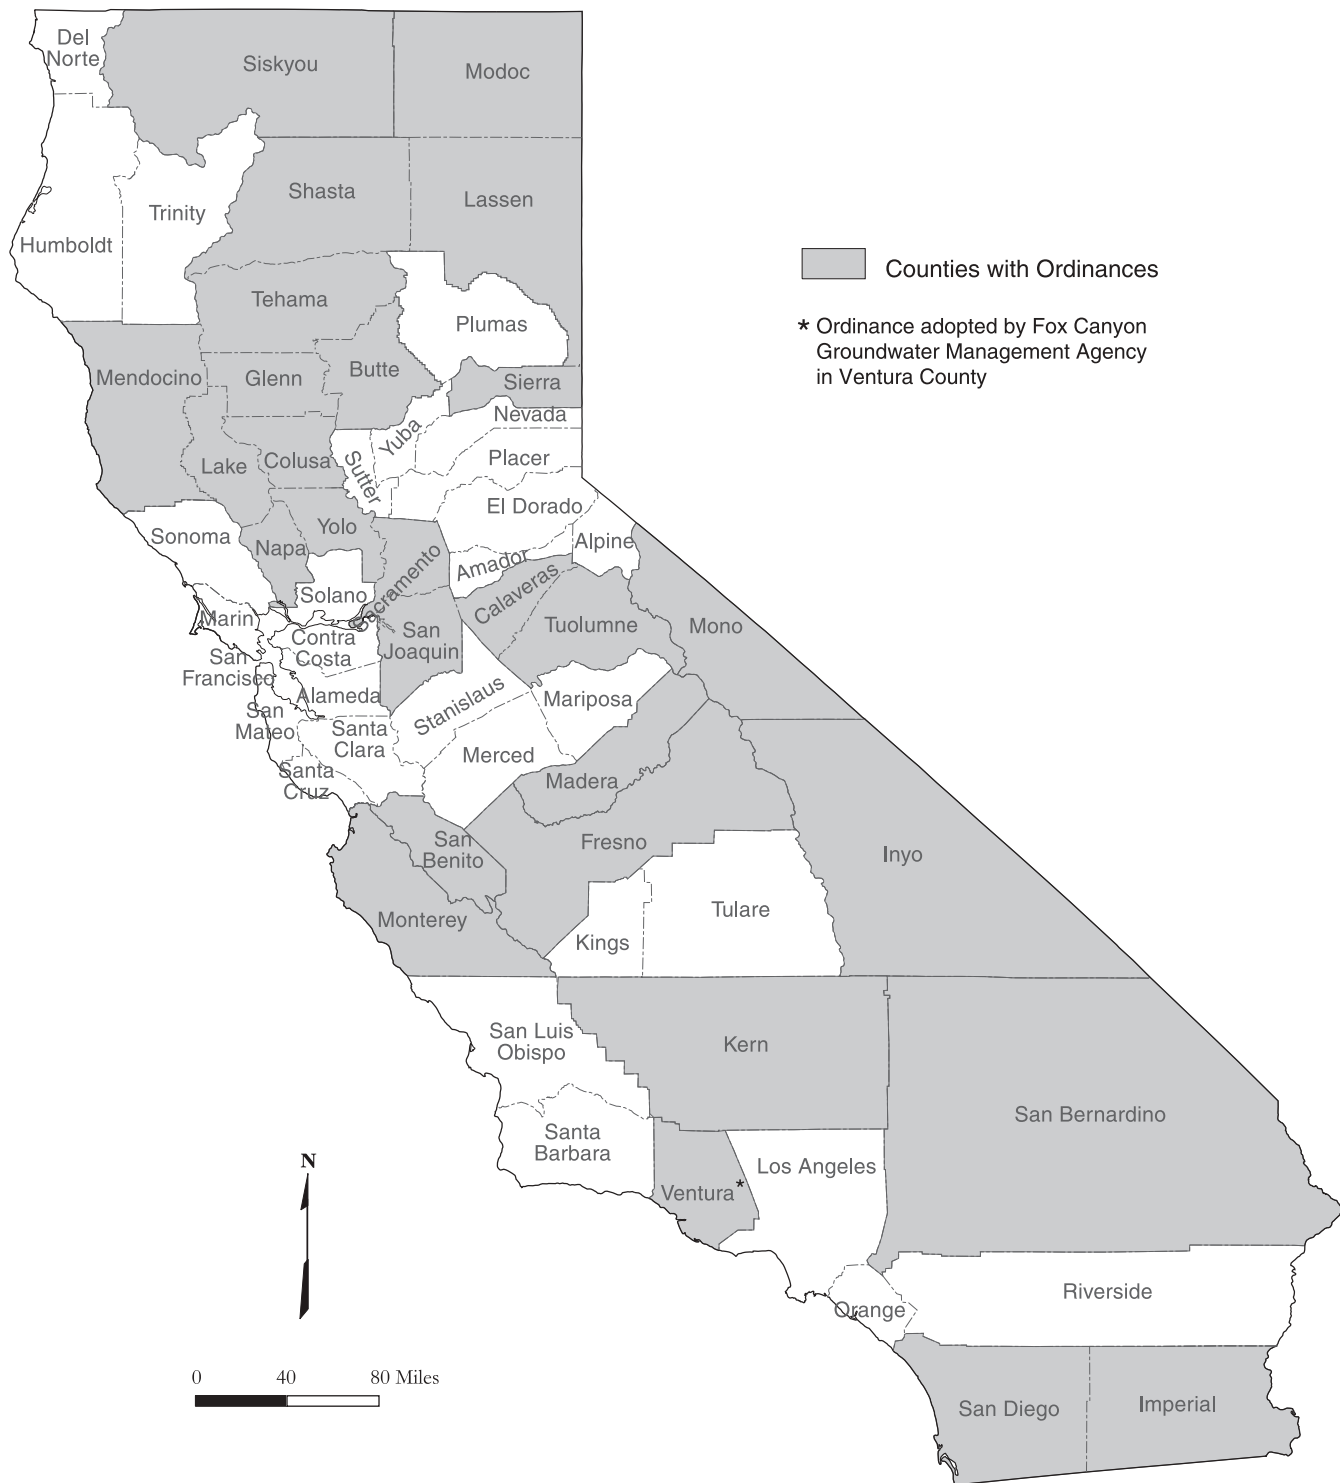 Del
Norte
Siskyou
Modoc
Shasta
Lassen
Trinity
Humboldt
Counties with Ordinances
Tehama
* Ordinance adopted by Fox Canyon
Groundwater Management Agency
in Ventura County
Plumas
Mendocino
Glenn
Butte
Sierra
Nevada
Yuba
Lake
Colusa
Sutter
Placer
El Dorado
Sonoma
Yolo
Napa
Alpine
Amador
Sacramento
Calaveras
Solano
Marin
Tuolumne
Mono
Contra
Costa
San
Joaquin
San
Francisco
Alameda
Stanislaus
Mariposa
San
Mateo
Santa
Clara
Merced
Santa
Cruz
Madera
San
Benito
Fresno
Inyo
Monterey
Tulare
Kings
San Luis
Obispo
Kern
San Bernardino
Santa
Barbara
Los Angeles
Ventura*
N
Riverside
Orange
0 40 80 Miles
San Diego
Imperial